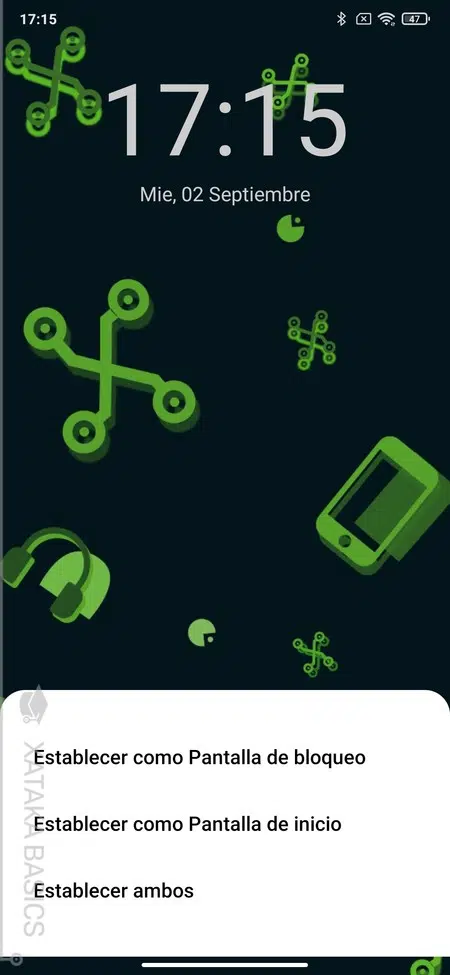 17:15
47
17:15
Mie, 02 Septiembre
Establecer como Pantalla de bloqueo
Establecer como Pantalla de inicio
Establecer ambos
XATAKA BASICS